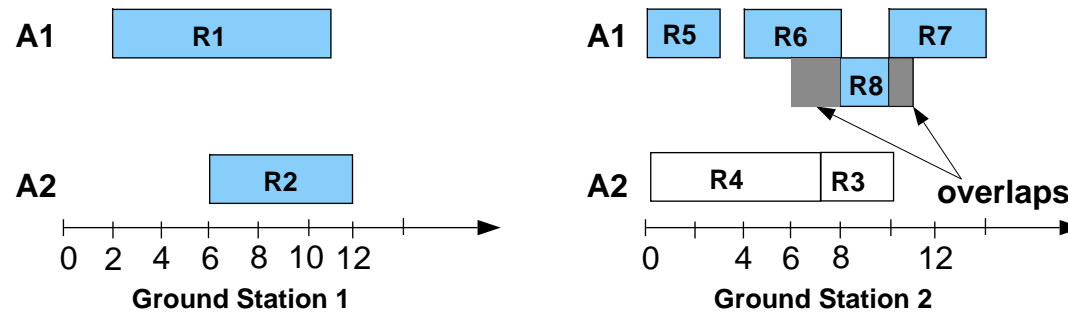 A1 R1
A2 R2
0 2 4 6 8 10 12
Ground Station 1
A1 R5 R6 R7
R8
A2 R4 R3
overlaps
0 4 6 8 12
Ground Station 2